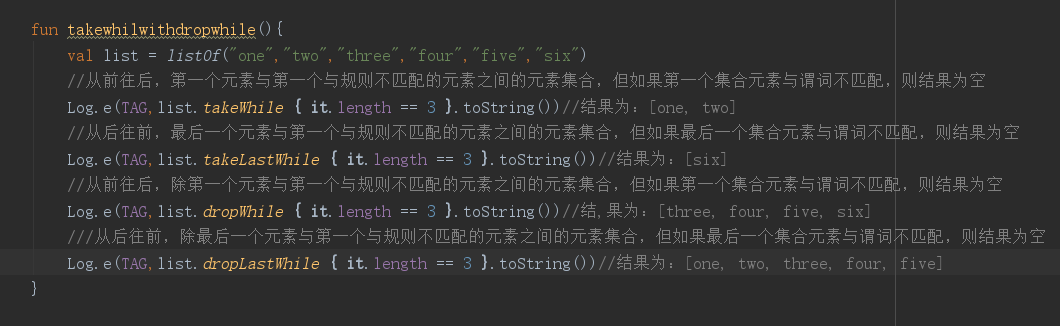 fun takewhilwithdropwhile(){
val list = listOf("one","two","three","four","five","six")
//从前往后，第一个元素与第一个与规则不匹配的元素之间的元素集合，但如果第一个集合元素与谓词不匹配，则结果为空
Log.e(TAG,list.takeWhile { it.length == 3 }.toString())//结果为：[one, two]
//从后往前，最后一个元素与第一个与规则不匹配的元素之间的元素集合，但如果最后一个集合元素与谓词不匹配，则结果为空
Log.e(TAG,list.takeLastWhile { it.length == 3 }.toString())//结果为：[six]
//从前往后，除第一个元素与第一个与规则不匹配的元素之间的元素集合，但如果第一个集合元素与谓词不匹配，则结果为空
Log.e(TAG,list.dropWhile { it.length == 3 }.toString())//结,果为：[three, four, five, six]
///从后往前，除最后一个元素与第一个与规则不匹配的元素之间的元素集合，但如果最后一个集合元素与谓词不匹配，则结果为空
Log.e(TAG,list.dropLastWhile { it.length == 3 }.toString())//结果为：[one, two, three, four, five]
}